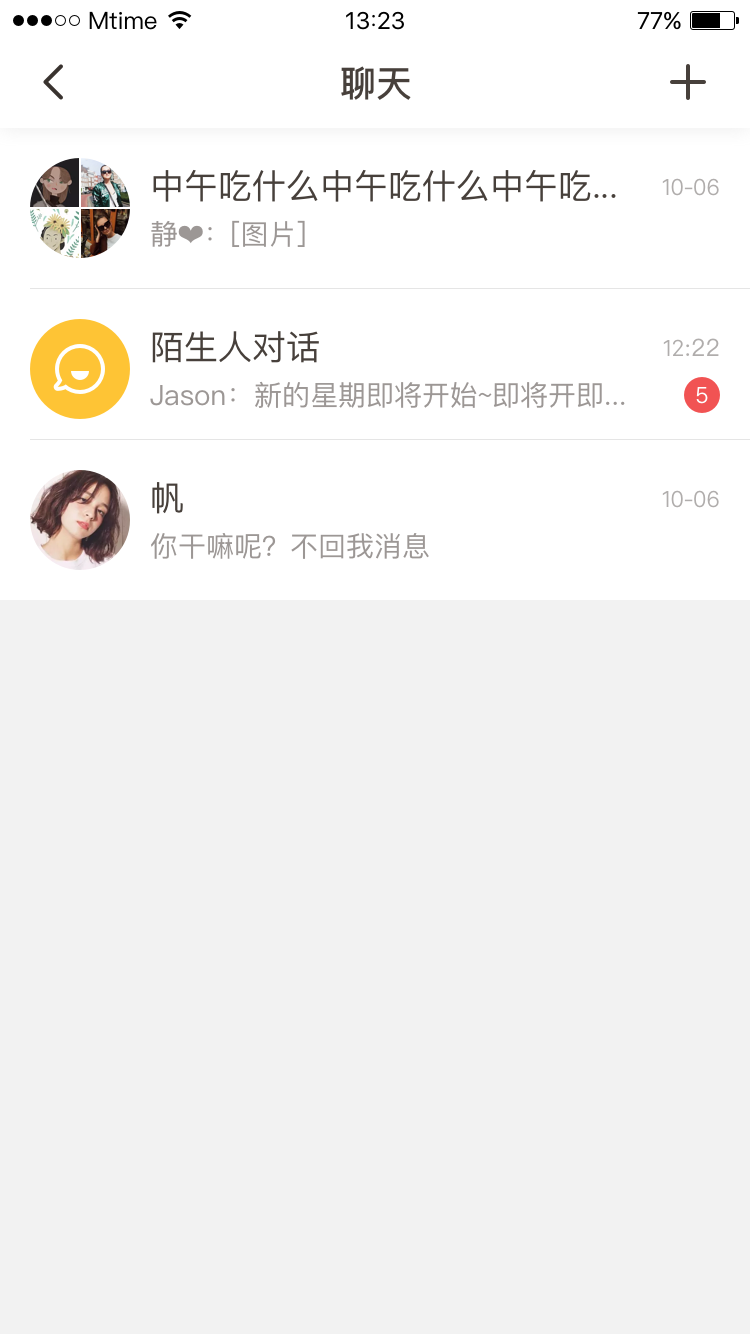 Mtime 13:23 77%
聊天
中午吃什么中午吃什么中午吃... 10-06
静❤：[图片]
陌生人对话 12:22
Jason：新的星期即将开始~即将开即... 5
帆 10-06
你干嘛呢？不回我消息